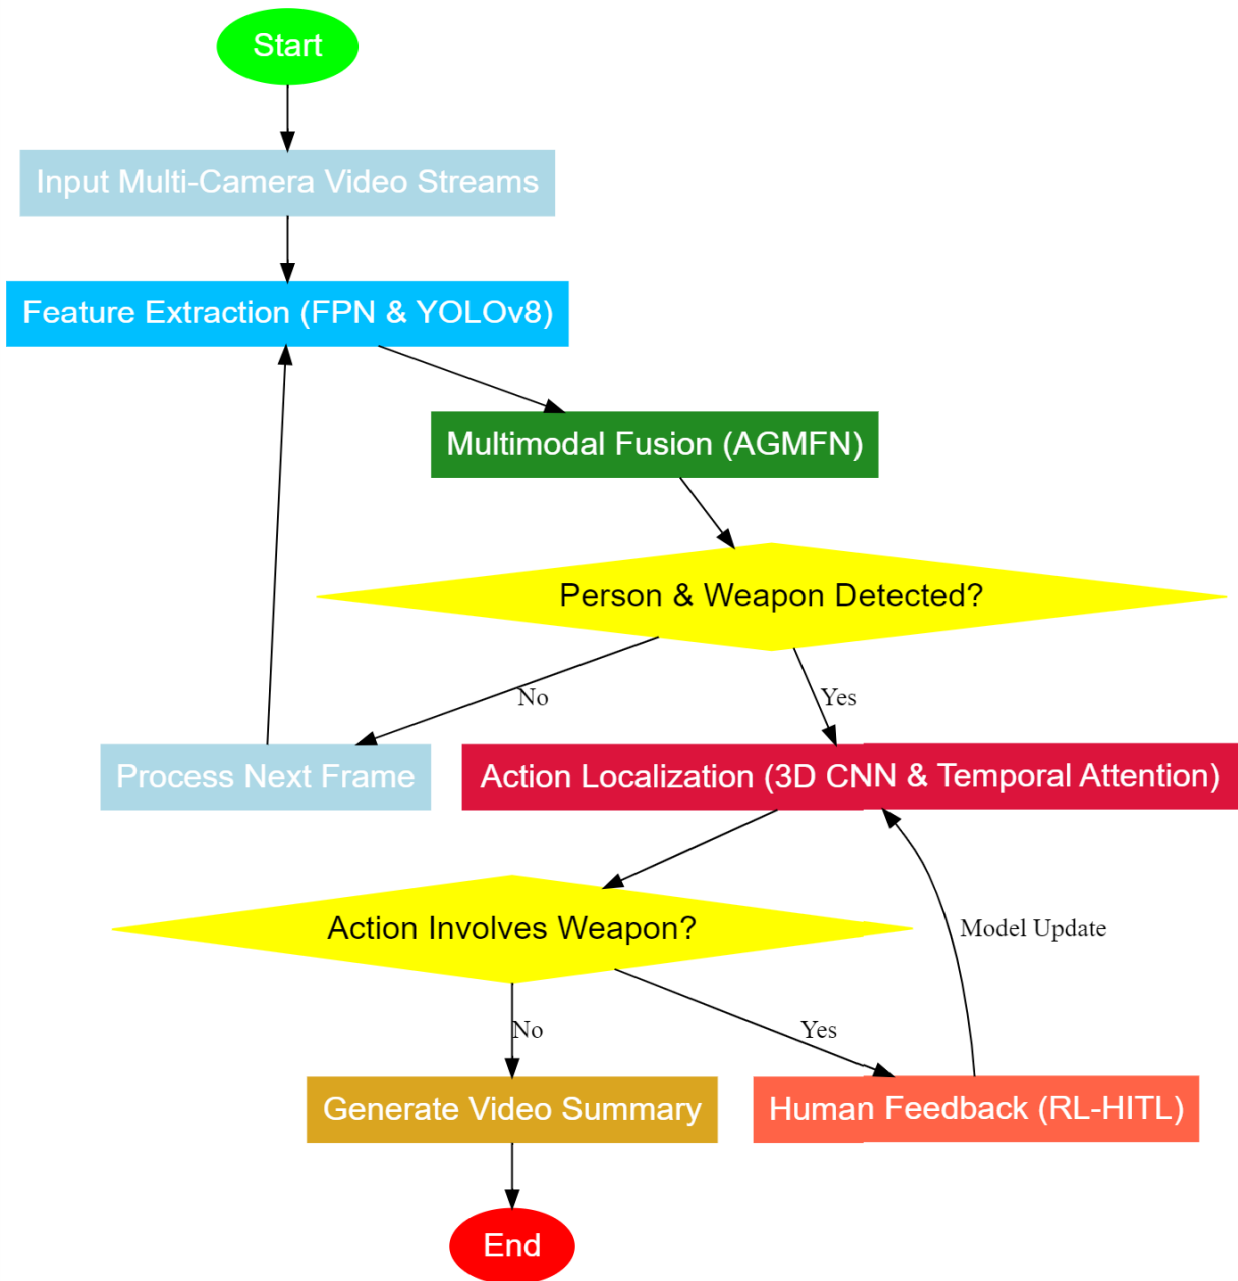 Start
Input Multi-Camera Video Streams
Feature Extraction (FPN & YOLOv8)
Multimodal Fusion (AGMFN)
Person & Weapon Detected?
No
Yes
Process Next Frame
Action Localization (3D CNN & Temporal Attention)
Action Involves Weapon?
Model Update
No
Yes
Generate Video Summary
Human Feedback (RL-HITL)
End